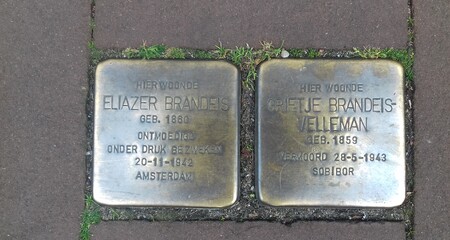 HIER WOONDE
ELIAZER BRANDEIS
GEB. 1860
ONTMOEDIGD
ONDER DRUK BEZWEKEN
20-11-1942
AMSTERDAM
HIER WOONDE
GRIETJE BRANDEIS-
VELLEMAN
GEB. 1859
VERMOORD 28-5-1943
SOBIBOR